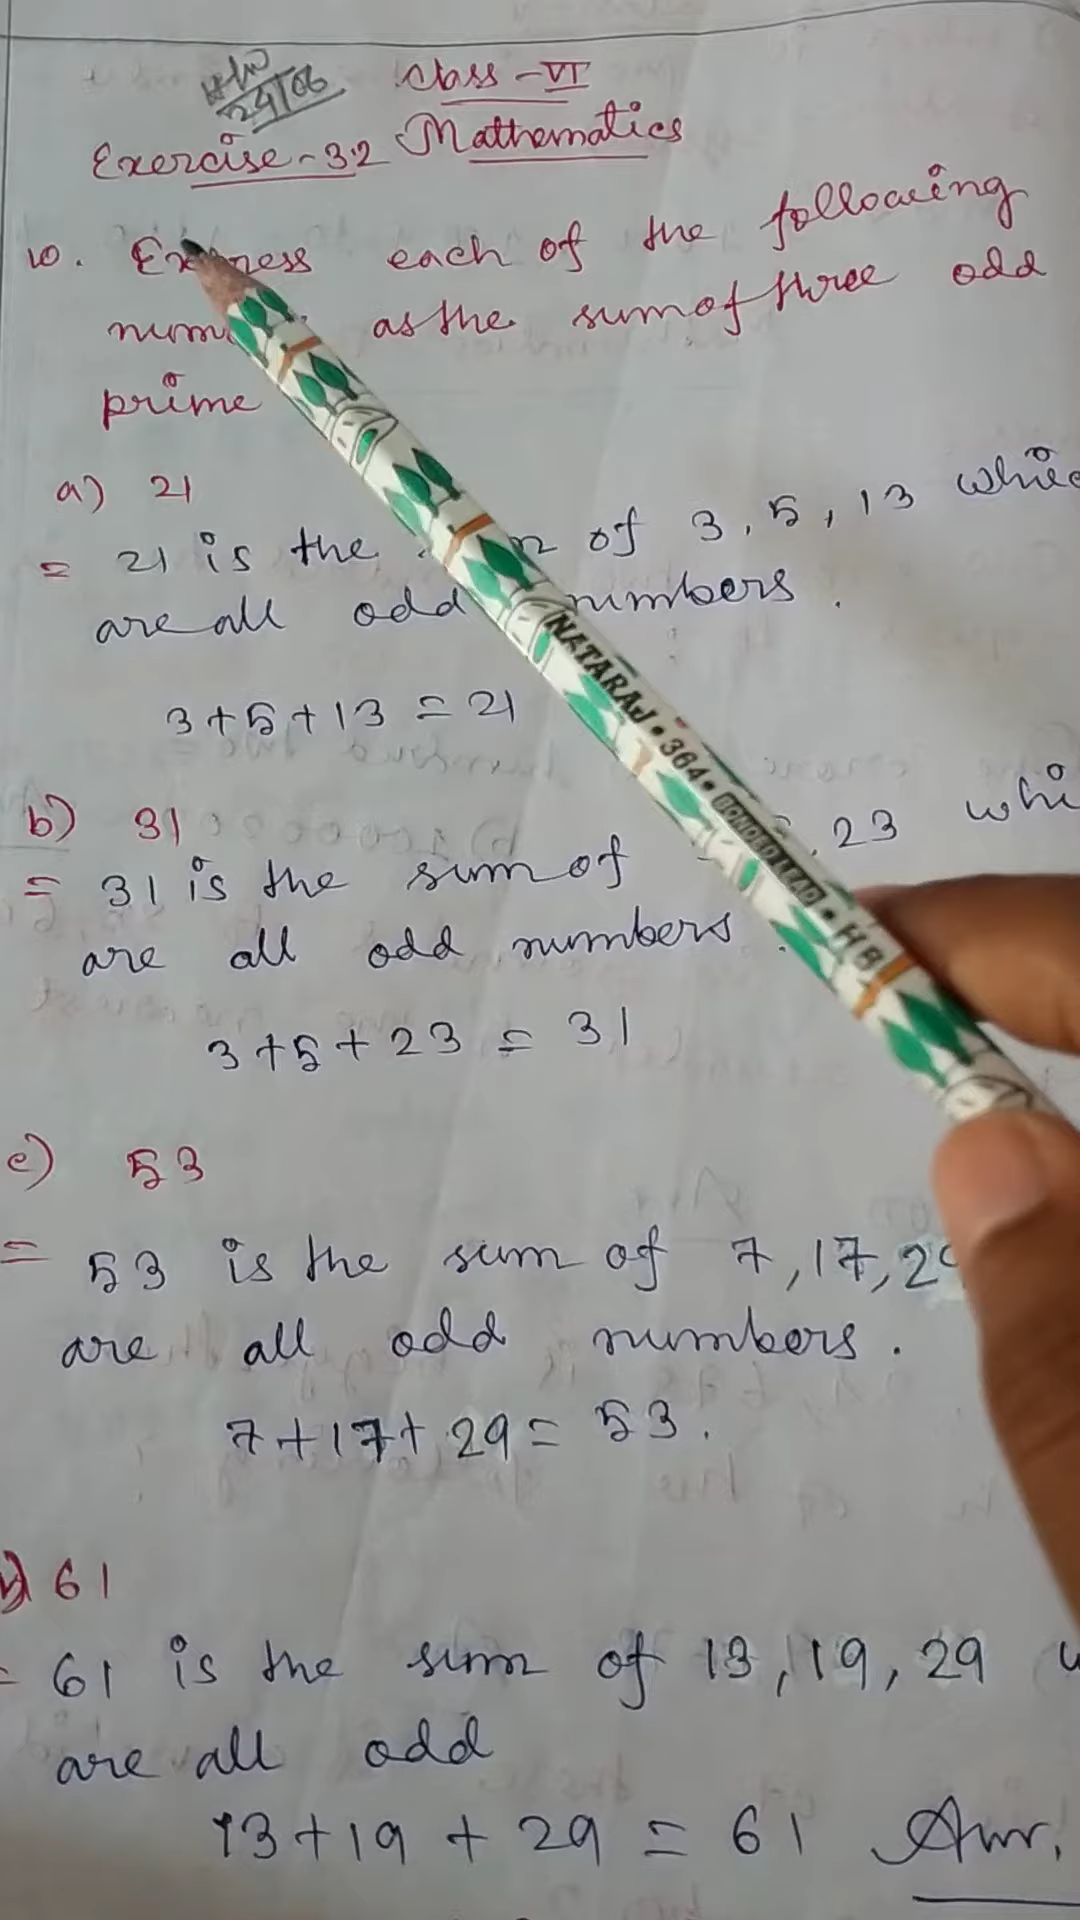 H/W
24/06
Class - VI
Exercise - 3.2 Mathematics
10. Express each of the following
as the sum of three odd
prime
a) 21
= 21 is the of 3, 5, 13
are all odd numbers.
3+5+13 = 21
b) 31
= 31 is the sum of , 23
are all odd numbers.
3+5+23 = 31
c) 53
= 53 is the sum of 7, 17,
are all odd numbers.
7+17+29 = 53.
61
= 61 is the sum of 13, 19, 29
are all odd
13+19+29 = 61 Ans.
NATARAJ • 364 • BONDED LEAD • HB